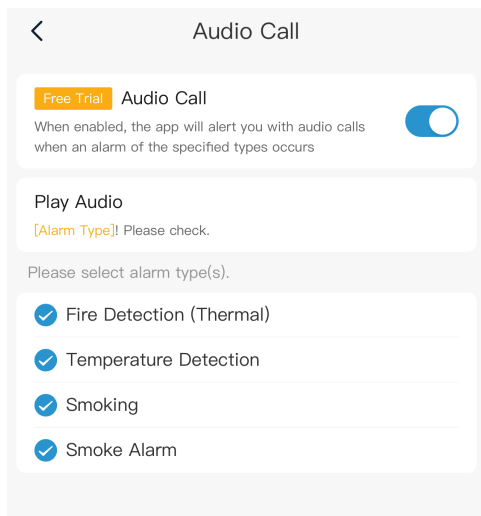 Audio Call
Free Trial Audio Call
When enabled, the app will alert you with audio calls
when an alarm of the specified types occurs
Play Audio
[Alarm Type]! Please check.
Please select alarm type(s).
Fire Detection (Thermal)
Temperature Detection
Smoking
Smoke Alarm